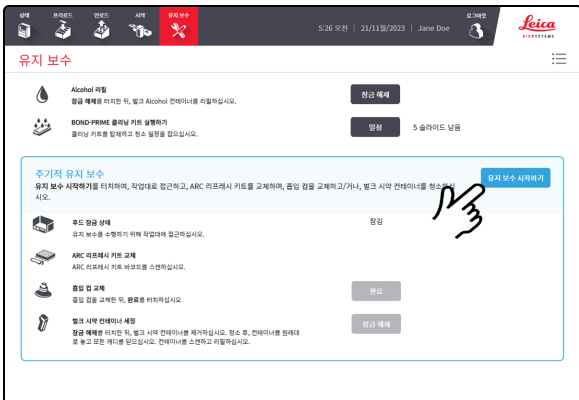 상태 프리로드 언로드 시약 유지 보수
5:26 오전 | 21/11월/2023 | Jane Doe
로그아웃
Leica
BIOSYSTEMS
유지 보수
Alcohol 리필
잠금 해제를 터치한 뒤, 벌크 Alcohol 컨테이너를 리필하십시오.
잠금 해제
BOND-PRIME 클리닝 키트 실행하기
클리닝 키트를 탑재하고 청소 일정을 잡으십시오.
일정
5 슬라이드 남음
주기적 유지 보수
유지 보수 시작하기를 터치하여, 작업대로 접근하고, ARC 리프레시 키트를 교체하며, 흡입 컵을 교체하고/거나, 벌크 시약 컨테이너를 청소하십
시오.
유지 보수 시작하기
후드 잠금 상태
유지 보수를 수행하기 위해 작업대에 접근하십시오.
잠김
ARC 리프레시 키트 교체
ARC 리프레시 키트 바코드를 스캔하십시오.
흡입 컵 교체
흡입 컵을 교체한 뒤, 완료를 터치하십시오
완료
벌크 시약 컨테이너 세정
잠금 해제를 터치한 뒤, 벌크 시약 컨테이너를 제거하십시오. 청소 후, 컨테이너를 원래대
로 놓고 모든 캐디를 닫으십시오. 컨테이너를 스캔하고 리필하십시오.
잠금 해제